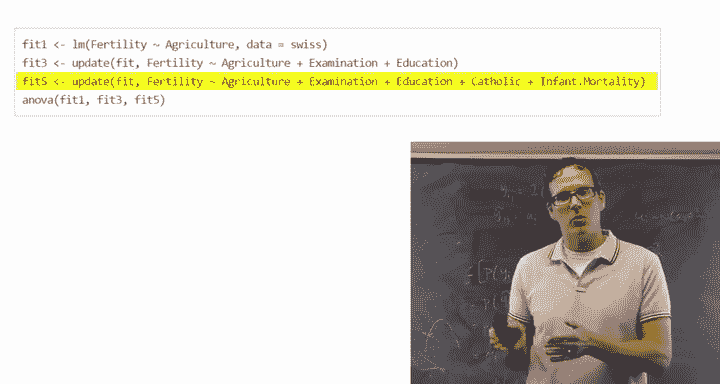 fit1 <- lm(Fertility ~ Agriculture, data = swiss)
fit3 <- update(fit, Fertility ~ Agriculture + Examination + Education)
fit5 <- update(fit, Fertility ~ Agriculture + Examination + Education + Catholic + Infant.Mortality)
anova(fit1, fit3, fit5)